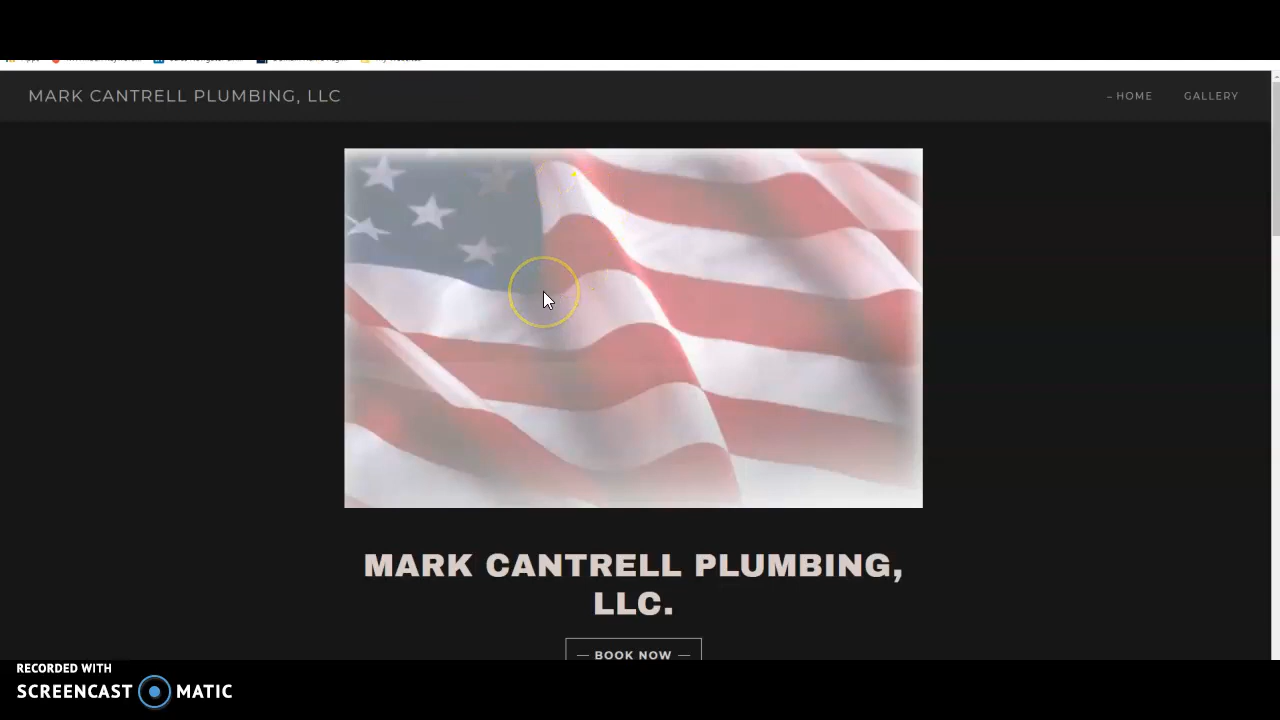 MARK CANTRELL PLUMBING, LLC
– HOME GALLERY
MARK CANTRELL PLUMBING,
LLC.
— BOOK NOW —
RECORDED WITH
SCREENCAST MATIC